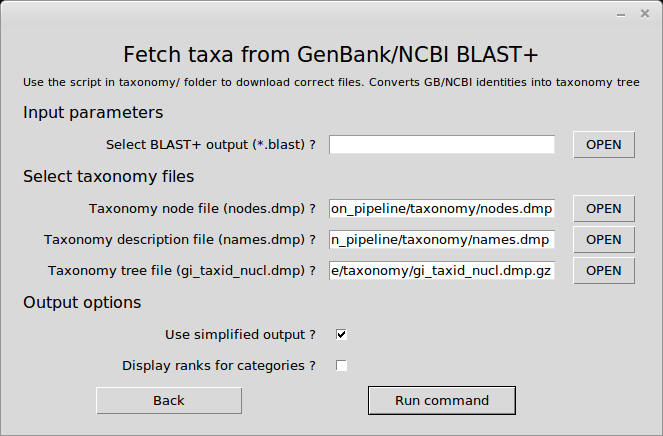 Fetch taxa from GenBank/NCBI BLAST+
Use the script in taxonomy/ folder to download correct files. Converts GB/NCBI identities into taxonomy tree
Input parameters
Select BLAST+ output (*.blast) ? OPEN
Select taxonomy files
Taxonomy node file (nodes.dmp) ? on_pipeline/taxonomy/nodes.dmp OPEN
Taxonomy description file (names.dmp) ? n_pipeline/taxonomy/names.dmp OPEN
Taxonomy tree file (gi_taxid_nucl.dmp) ? e/taxonomy/gi_taxid_nucl.dmp.gz OPEN
Output options
Use simplified output ?
Display ranks for categories ?
Back Run command